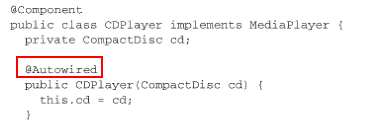 @Component
public class CDPlayer implements MediaPlayer {
  private CompactDisc cd;
  @Autowired
  public CDPlayer(CompactDisc cd) {
    this.cd = cd;
  }